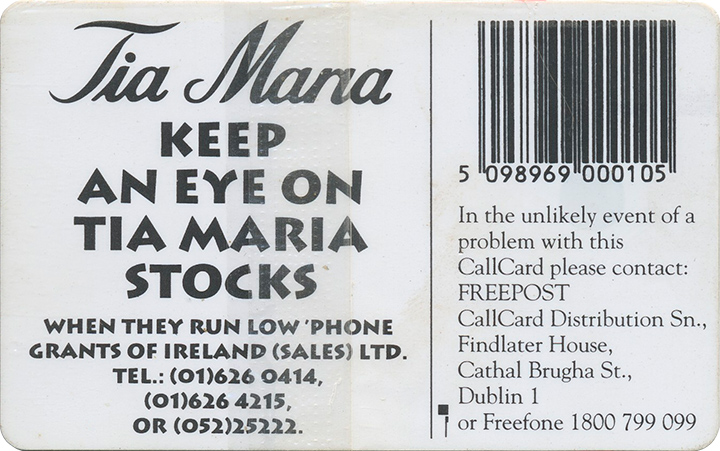 Tia Maria
KEEP
AN EYE ON
TIA MARIA
STOCKS
WHEN THEY RUN LOW 'PHONE
GRANTS OF IRELAND (SALES) LTD.
TEL.: (01)626 0414,
(01)626 4215,
OR (052)25222.
5 098969 000105
In the unlikely event of a
problem with this
CallCard please contact:
FREEPOST
CallCard Distribution Sn.,
Findlater House,
Cathal Brugha St.,
Dublin 1
or Freefone 1800 799 099